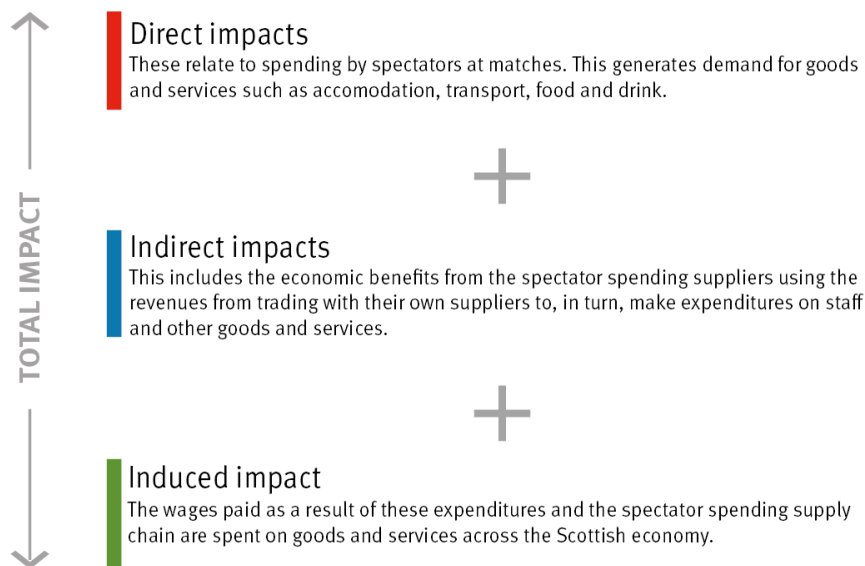 Direct impacts
These relate to spending by spectators at matches. This generates demand for goods
and services such as accomodation, transport, food and drink.
+
TOTAL IMPACT
Indirect impacts
This includes the economic benefits from the spectator spending suppliers using the
revenues from trading with their own suppliers to, in turn, make expenditures on staff
and other goods and services.
+
Induced impact
The wages paid as a result of these expenditures and the spectator spending supply
chain are spent on goods and services across the Scottish economy.